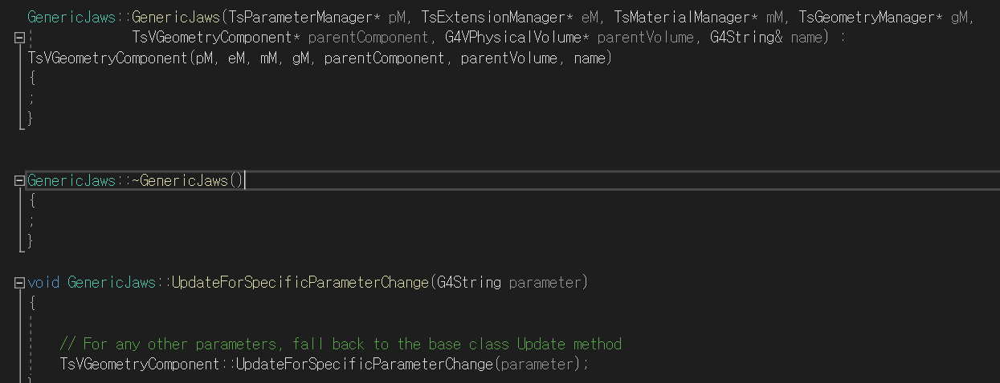 GenericJaws::GenericJaws(TsParameterManager* pM, TsExtensionManager* eM, TsMaterialManager* mM, TsGeometryManager* gM,
TsVGeometryComponent* parentComponent, G4VPhysicalVolume* parentVolume, G4String& name) :
TsVGeometryComponent(pM, eM, mM, gM, parentComponent, parentVolume, name)
{
;
}
GenericJaws::~GenericJaws()
{
;
}
void GenericJaws::UpdateForSpecificParameterChange(G4String parameter)
{
// For any other parameters, fall back to the base class Update method
TsVGeometryComponent::UpdateForSpecificParameterChange(parameter);
}